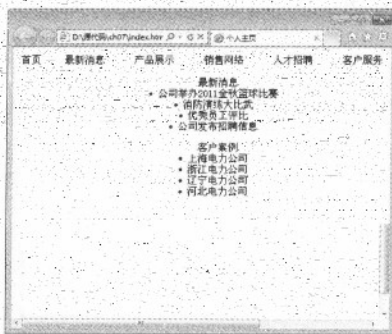 D:\源代码\ch07\index.htm
个人主页
首页 最新消息 产品展示 销售网络 人才招聘 客户服务
最新消息
• 公司举办2011全秋篮球比赛
• 消防演练大比武
• 优秀员工评比
• 公司发布招聘信息
客户案例
• 上海电力公司
• 浙江电力公司
• 辽宁电力公司
• 河北电力公司